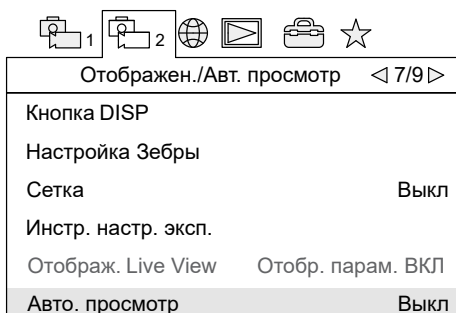 1 2
Отображен./Авт. просмотр 7/9
Кнопка DISP
Настройка Зебры
Сетка Выкл
Инстр. настр. эксп.
Отображ. Live View Отобр. парам. ВКЛ
Авто. просмотр Выкл